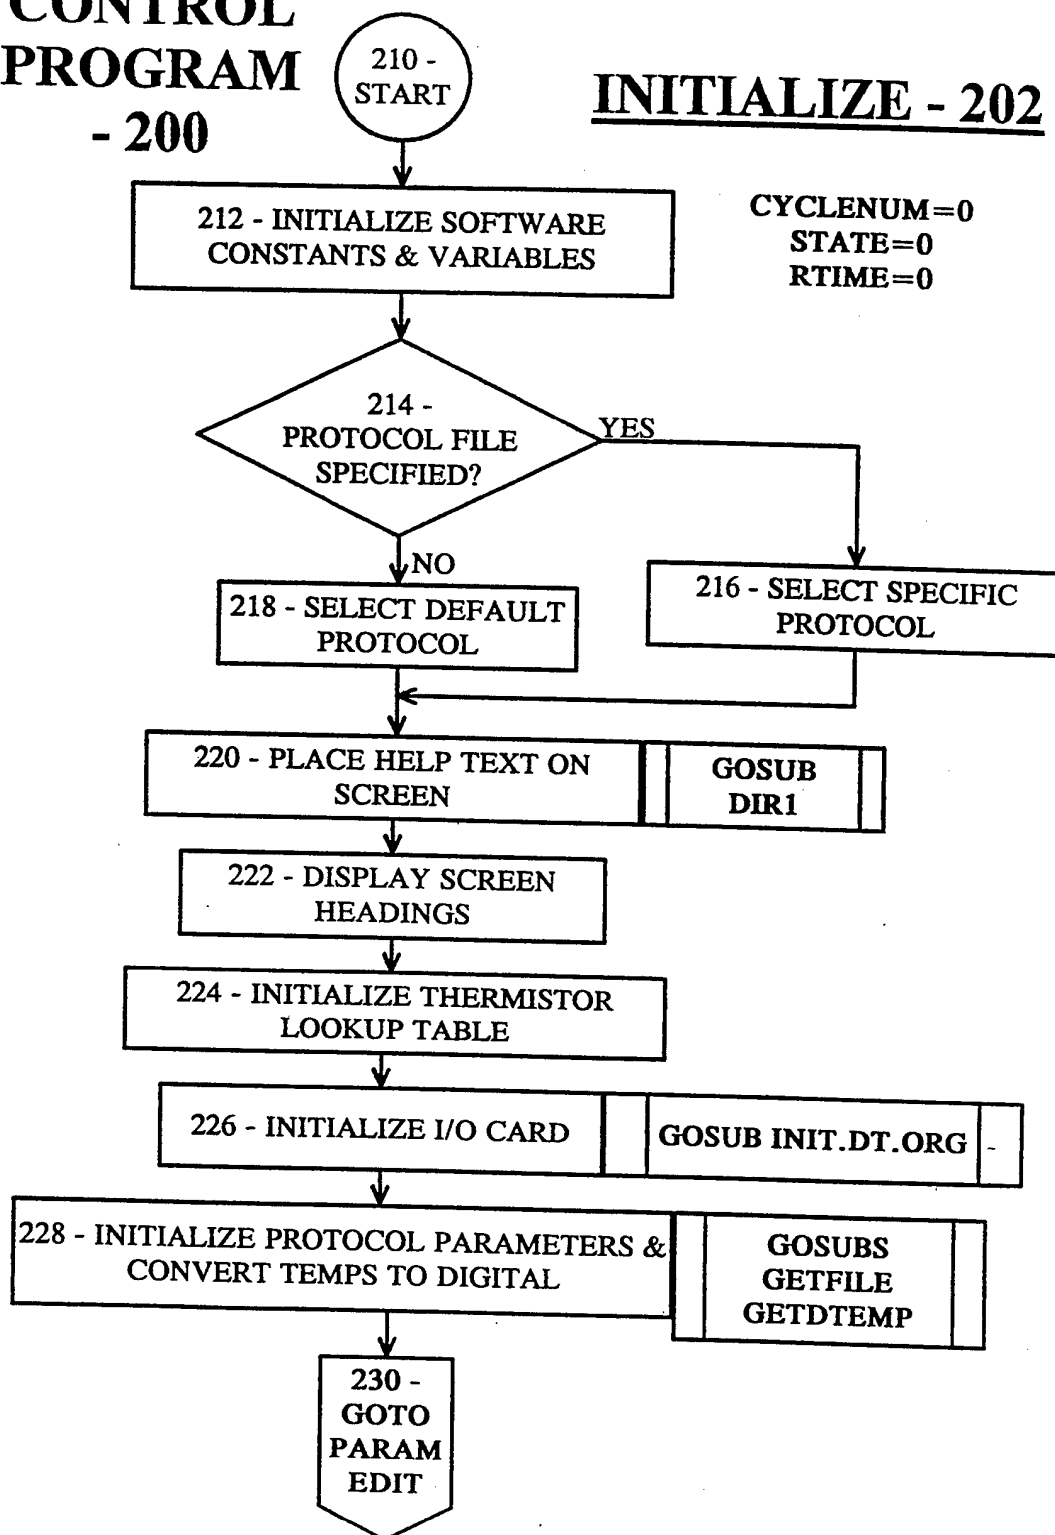 CONTROL
PROGRAM
- 200
210 -
START
INITIALIZE - 202
212 - INITIALIZE SOFTWARE
CONSTANTS & VARIABLES
CYCLENUM=0
STATE=0
RTIME=0
214 -
PROTOCOL FILE
SPECIFIED?
YES
NO
216 - SELECT SPECIFIC
PROTOCOL
218 - SELECT DEFAULT
PROTOCOL
220 - PLACE HELP TEXT ON
SCREEN
GOSUB
DIR1
222 - DISPLAY SCREEN
HEADINGS
224 - INITIALIZE THERMISTOR
LOOKUP TABLE
226 - INITIALIZE I/O CARD
GOSUB INIT.DT.ORG
228 - INITIALIZE PROTOCOL PARAMETERS &
CONVERT TEMPS TO DIGITAL
GOSUBS
GETFILE
GETDTEMP
230 -
GOTO
PARAM
EDIT